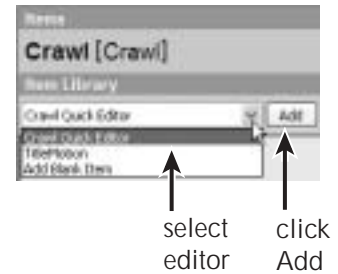 Items
Crawl [Crawl]
Item Library
Crawl Quick Editor Add
Crawl Quick Editor
TitleMotion
Add Blank Item
select click
editor Add